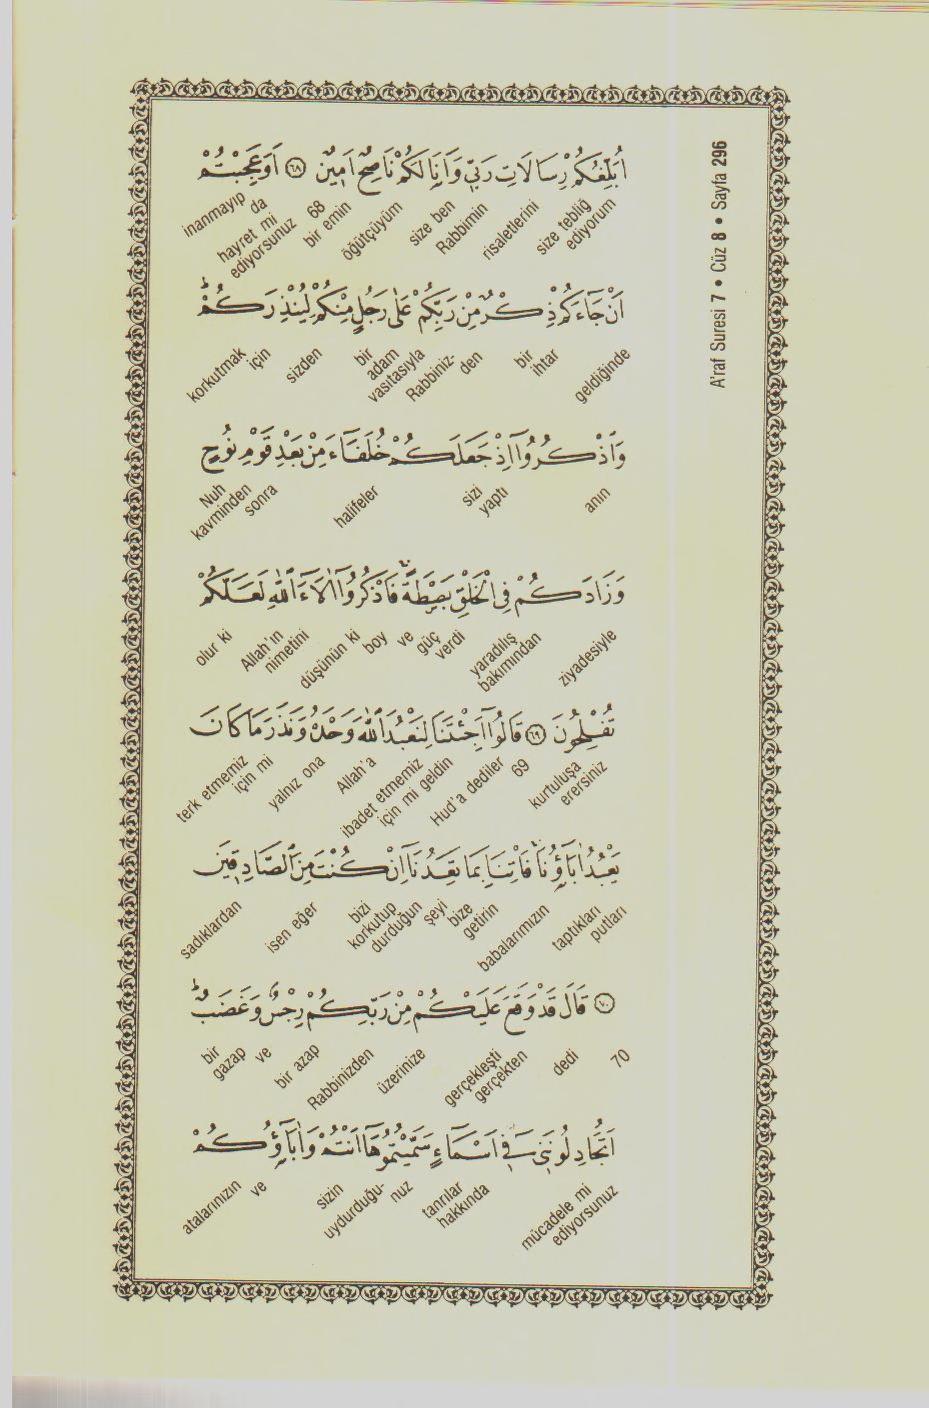 A'raf Suresi 7 • Cüz 8 • Sayfa 296
اُبَلِّغُكُمْ رِسَالَاتِ رَبّ۪ي وَاَنَا۬ لَكُمْ نَاصِحٌ اَم۪ينٌ ﴿٦٨﴾ اَوَعَجِبْتُمْ
size tebliğ ediyorum risaletlerini Rabbimin size ben öğütçüyüm bir emin 68 inanmayıp da hayret mi ediyorsunuz
اَنْ جَٓاءَكُمْ ذِكْرٌ مِنْ رَبِّكُمْ عَلٰى رَجُلٍ مِنْكُمْ لِيُنْذِرَكُمْۜ
geldiğinde bir ihtar Rabbiniz- den bir adam vasıtasıyla sizden korkutmak için
وَاذْكُرُٓوا اِذْ جَعَلَكُمْ خُلَفَٓاءَ مِنْ بَعْدِ قَوْمِ نُوحٍ
anın sizi yaptı halifeler Nuh kavminden sonra
وَزَادَكُمْ فِي الْخَلْقِ بَصْۣطَةًۚ فَاذْكُرُٓوا اٰلَٓاءَ اللّٰهِ لَعَلَّكُمْ
ziyadesiyle yaradılış bakımından güç verdi ve boy düşünün ki Allah'ın nimetini olur ki
تُفْلِحُونَ ﴿٦٩﴾ قَالُٓوا اَجِئْتَنَا لِنَعْبُدَ اللّٰهَ وَحْدَهُ وَنَذَرَ مَا كَانَ
kurtuluşa erersiniz 69 Hud'a dediler ibadet etmemiz için mi geldin Allah'a yalnız ona terk etmemiz için mi
يَعْبُدُ اٰبَٓاؤُ۬نَاۚ فَأْتِنَا بِمَا تَعِدُنَٓا اِنْ كُنْتَ مِنَ الصَّادِق۪ينَ
taptıkları putları babalarımızın bize getirin şeyi bizi korkutup durduğun isen eğer sadıklardan
﴿٧٠﴾ قَالَ قَدْ وَقَعَ عَلَيْكُمْ مِنْ رَبِّكُمْ رِجْسٌ وَغَضَبٌۜ
70 dedi gerçekleşti gerçekten üzerinize Rabbinizden bir azap ve bir gazap
اَتُجَادِلُونَن۪ي ف۪ٓي اَسْمَٓاءٍ سَمَّيْتُمُوهَٓا اَنْتُمْ وَاٰبَٓاؤُ۬كُمْ
mücadele mi ediyorsunuz tanrılar hakkında sizin uydurduğu- nuz ve atalarınızın